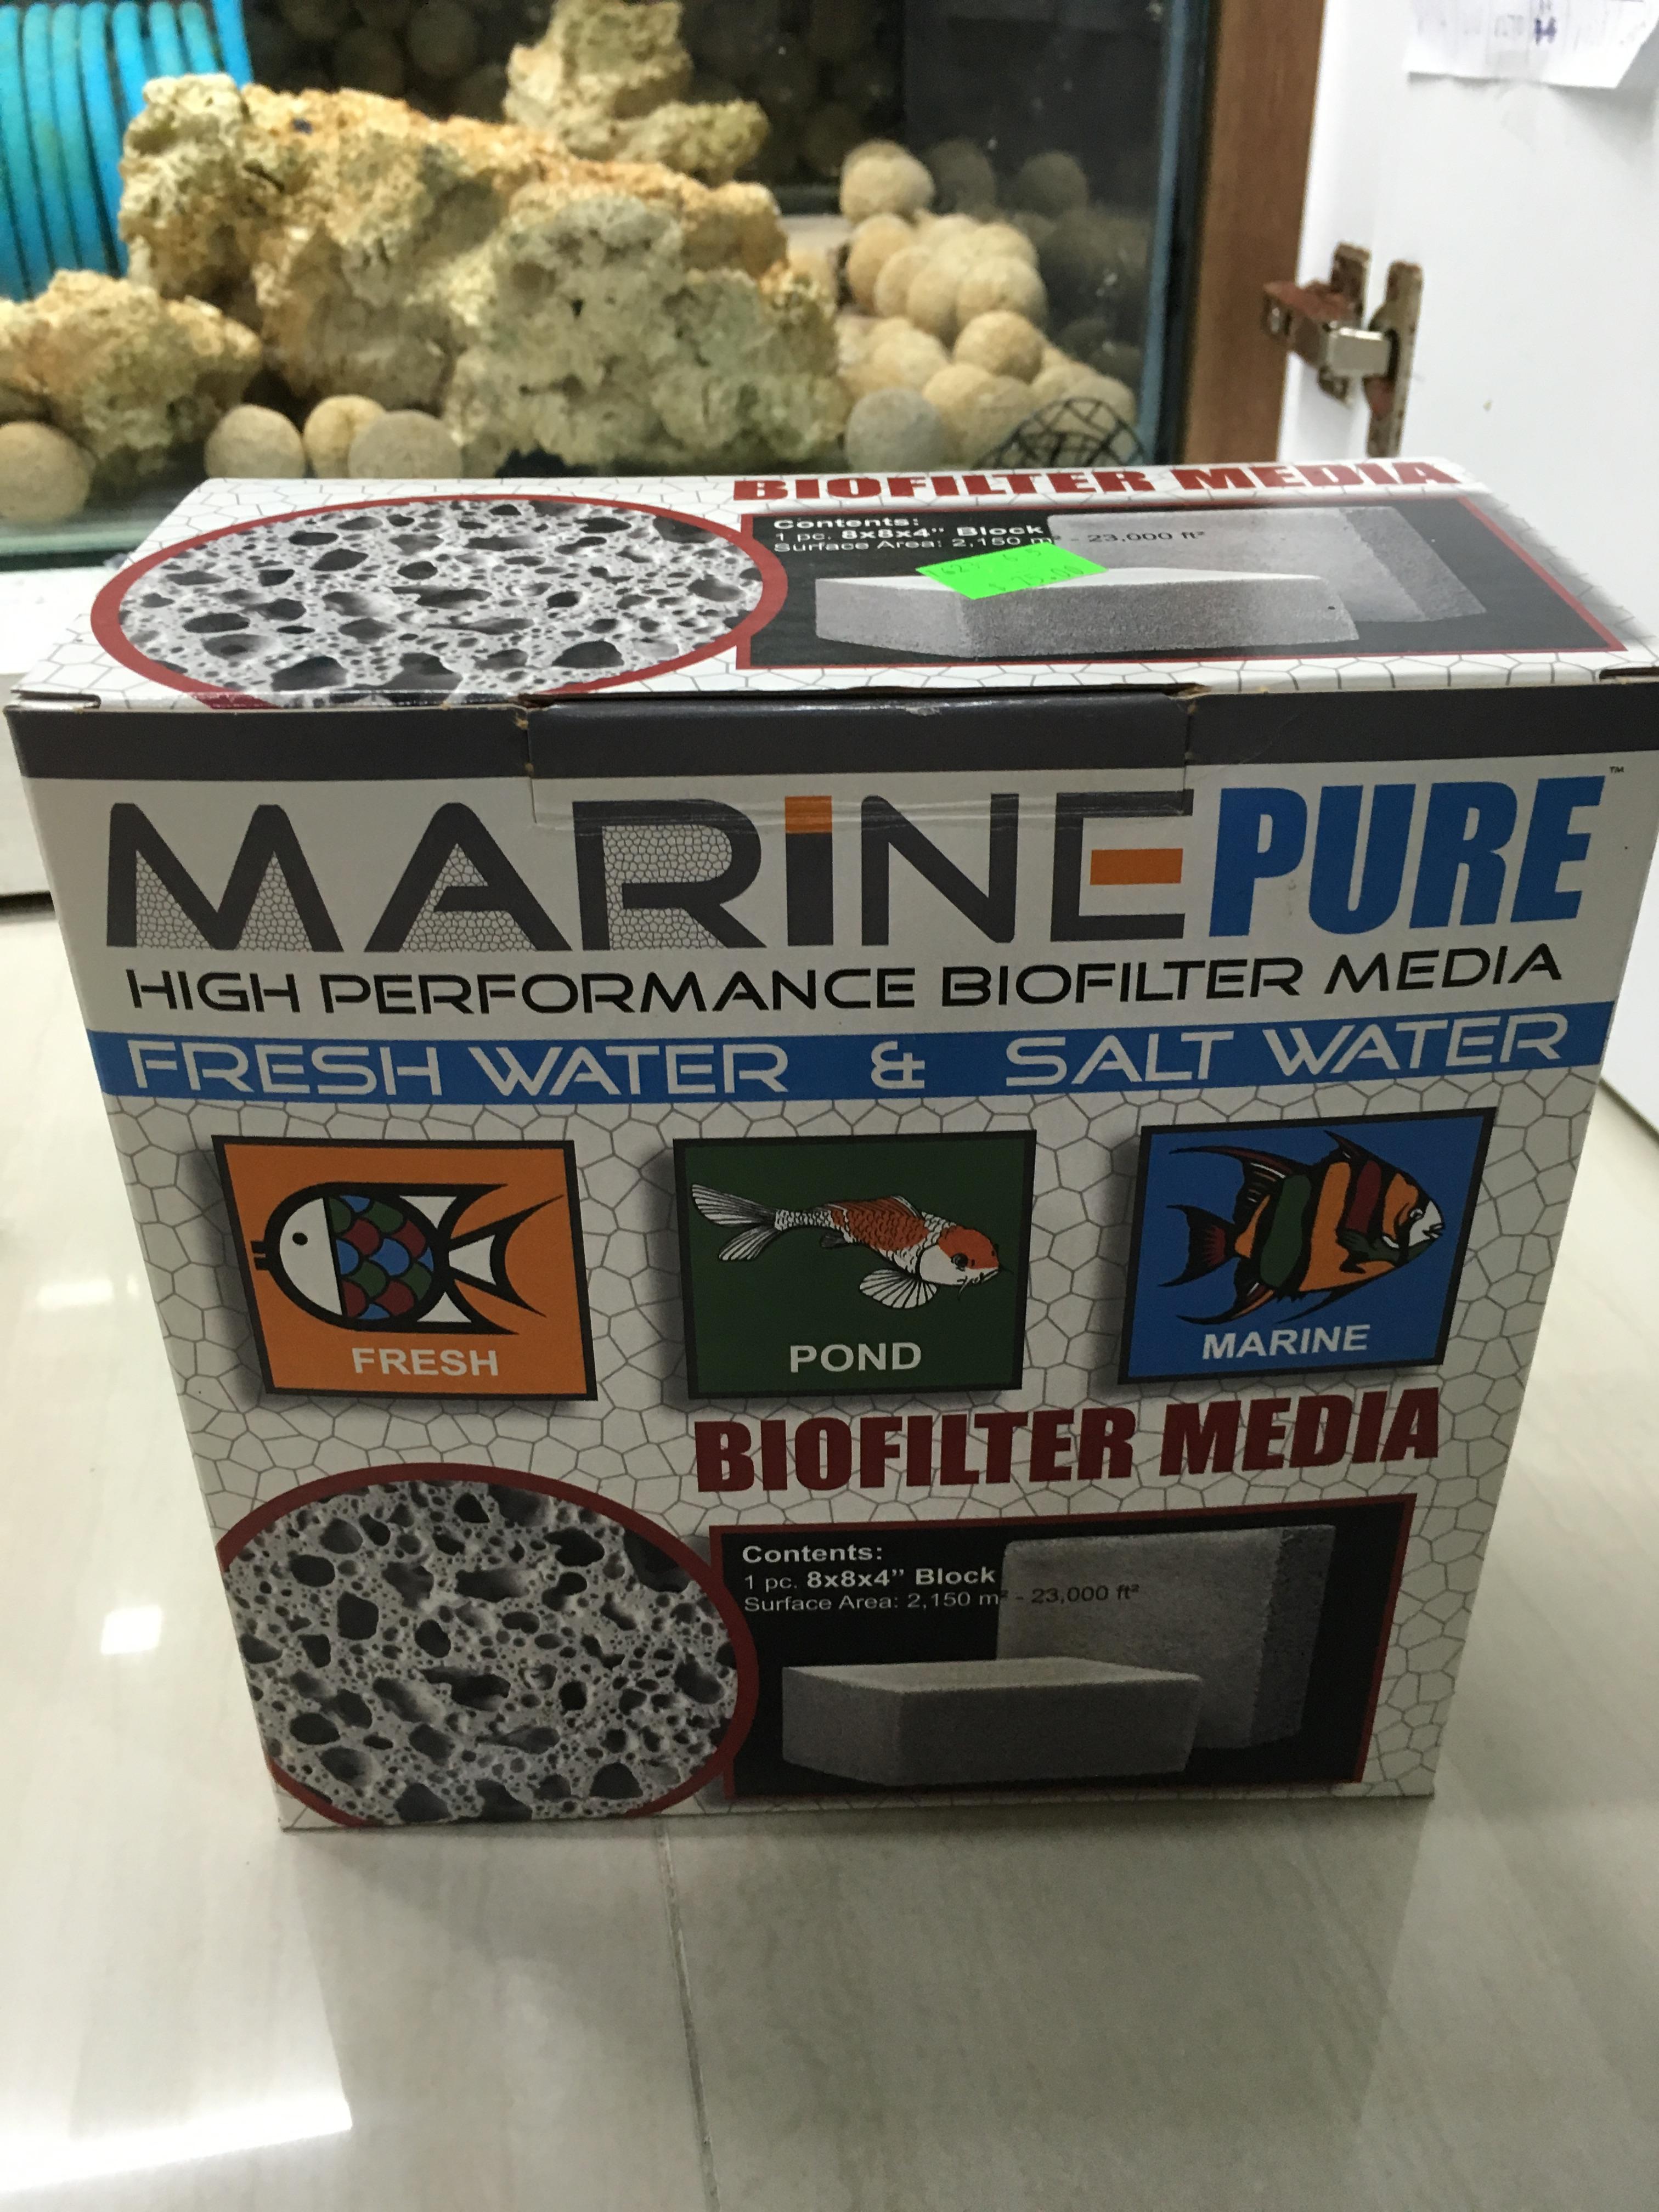 BIOFILTER MEDIA
Contents:
1 pc. 8x8x4" Block
Surface Area: 2,150 m² - 23,000 ft²
MARINEPURE™
HIGH PERFORMANCE BIOFILTER MEDIA
FRESH WATER & SALT WATER
FRESH
POND
MARINE
BIOFILTER MEDIA
Contents:
1 pc. 8x8x4" Block
Surface Area: 2,150 m² - 23,000 ft²